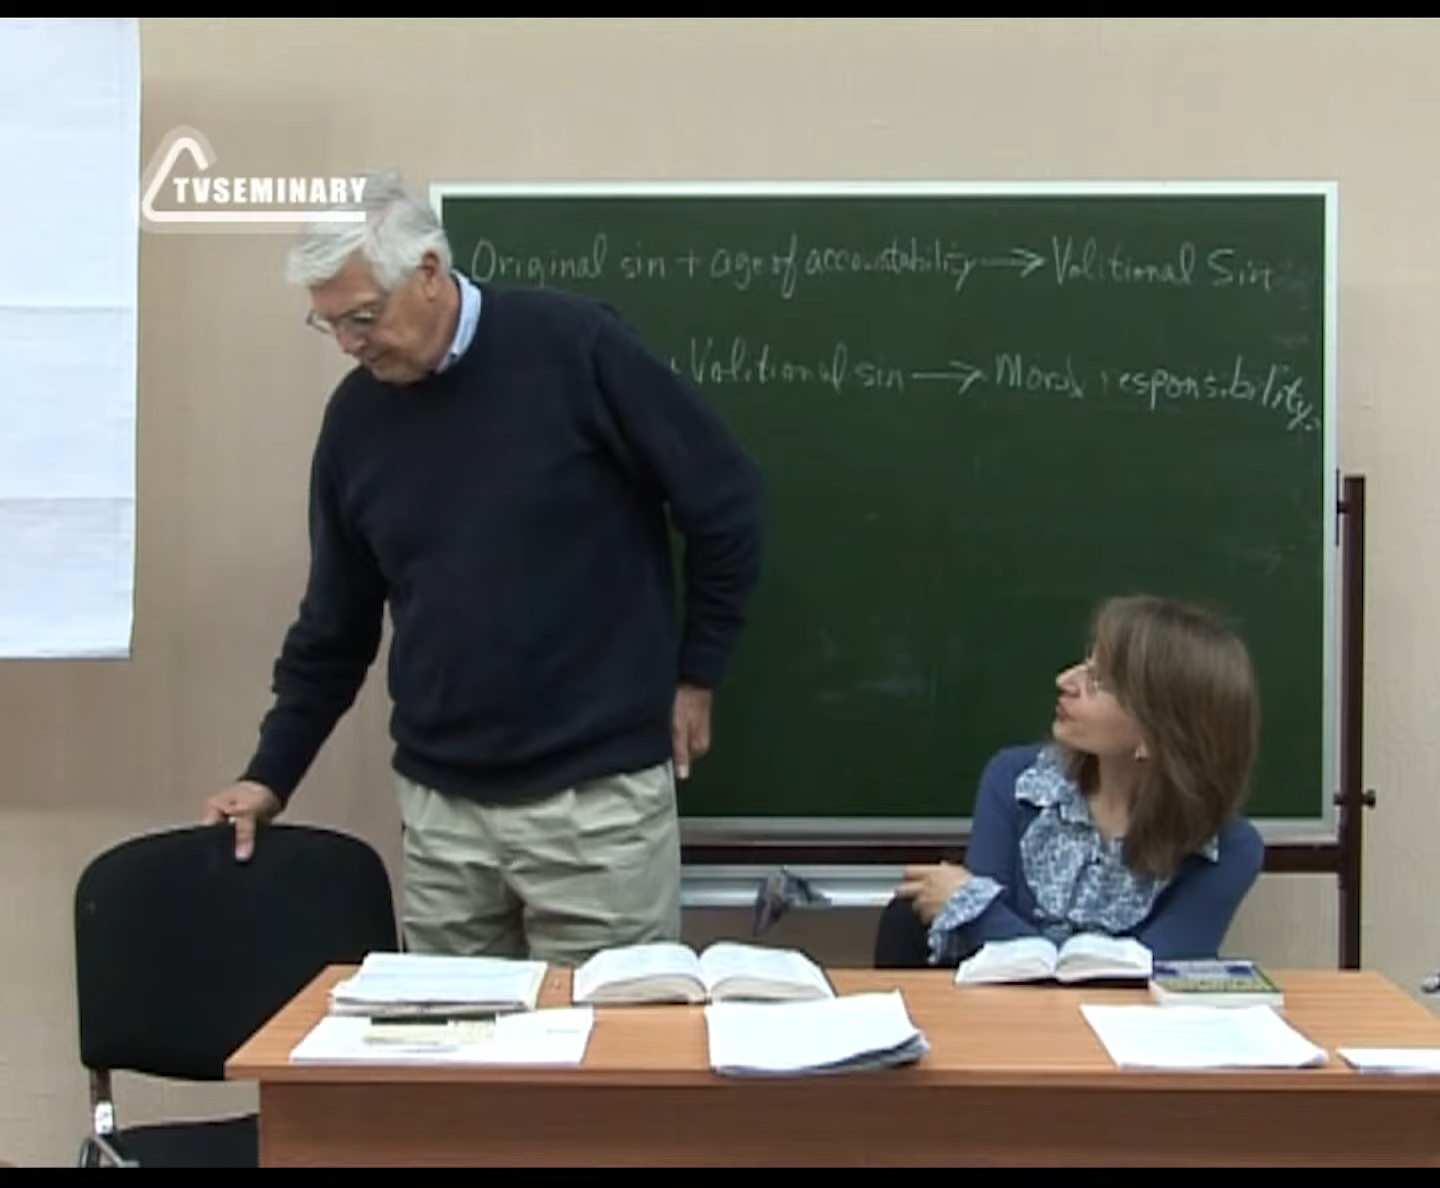 TVSEMINARY
Original sin + age of accountability → Volitional Sin
Volitional sin → Moral responsibility.